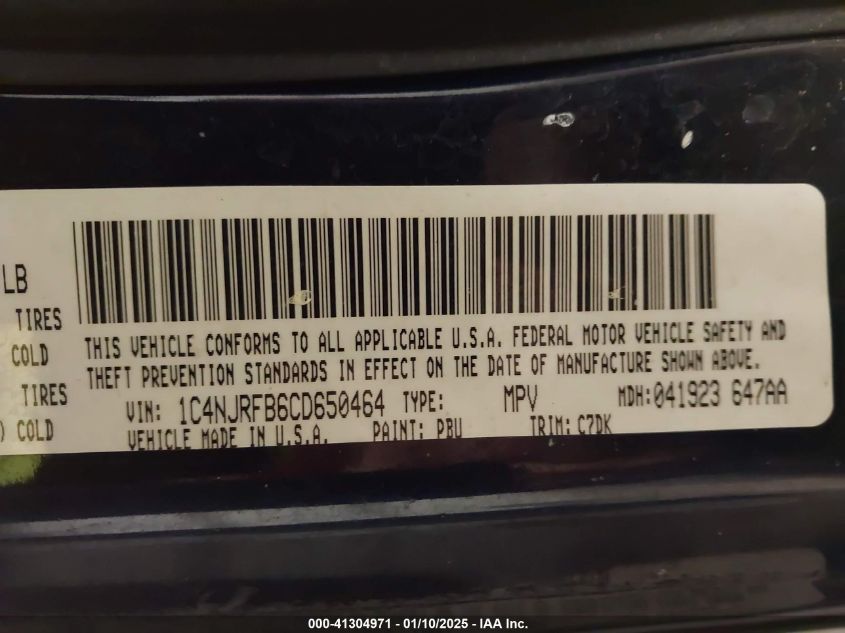 LB
TIRES
COLD
TIRES
) COLD
THIS VEHICLE CONFORMS TO ALL APPLICABLE U.S.A. FEDERAL MOTOR VEHICLE SAFETY AND
THEFT PREVENTION STANDARDS IN EFFECT ON THE DATE OF MANUFACTURE SHOWN ABOVE.
VIN: 1C4NJRFB6CD650464 TYPE: MPV MDH:041923 647AA
VEHICLE MADE IN U.S.A. PAINT: PBU TRIM: C7DK
000-41304971 - 01/10/2025 - IAA Inc.